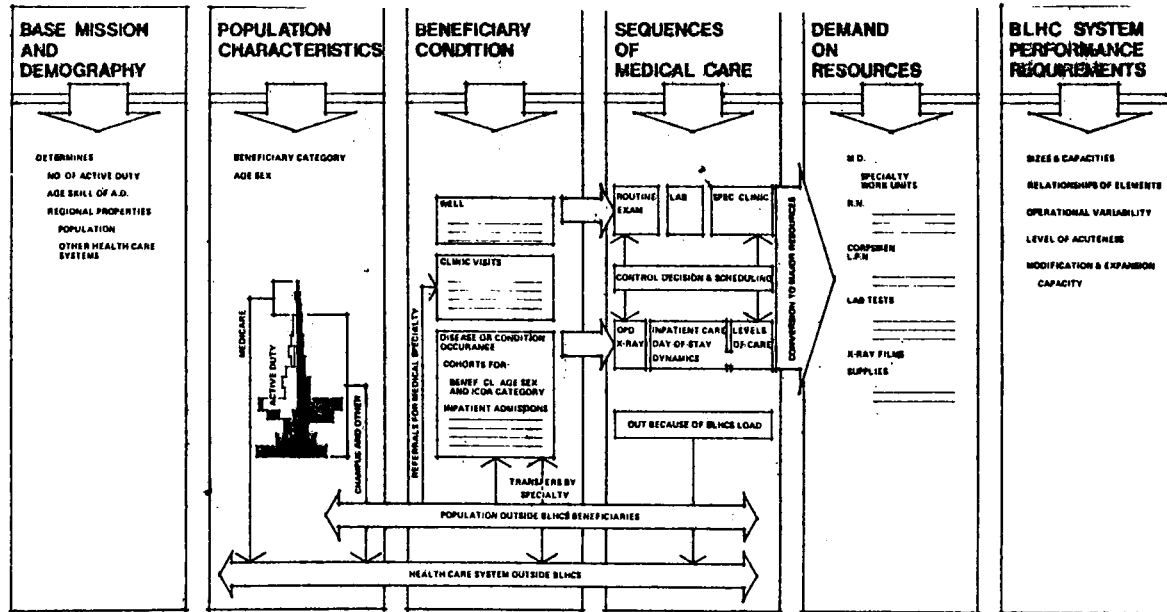 BASE MISSION
AND
DEMOGRAPHY
DETERMINES
NO OF ACTIVE DUTY
AGE SKILL OF A.D.
REGIONAL PROPERTIES
POPULATION
OTHER HEALTH CARE
SYSTEMS
POPULATION
CHARACTERISTICS
BENEFICIARY CATEGORY
AGE SEX
MEDICARE
ACTIVE DUTY
CHAMPUS AND OTHER
BENEFICIARY
CONDITION
WELL
CLINIC VISITS
REFERRALS FOR MEDICAL SPECIALTY
DISEASE OR CONDITION
OCCURANCE
COHORTS FOR-
BENEF CL AGE SEX
AND ICDA CATEGORY
INPATIENT ADMISSIONS
TRANSFERS BY
SPECIALTY
SEQUENCES
OF
MEDICAL CARE
ROUTINE
EXAM
LAB
SPEC CLINIC
CONTROL DECISION & SCHEDULING
OPD
X-RAY
INPATIENT CARE
DAY-OF-STAY
DYNAMICS
LEVELS
OF-CARE
OUT BECAUSE OF BLHCS LOAD
CONVERSION TO MAJOR RESOURCES
POPULATION OUTSIDE BLHCS BENEFICIARIES
HEALTH CARE SYSTEM OUTSIDE BLHCS
DEMAND
ON
RESOURCES
M.D.
SPECIALTY
WORK UNITS
R.N.
CORPSMEN
L.P.N
LAB TESTS
X-RAY FILMS
SUPPLIES
BLHC SYSTEM
PERFORMANCE
REQUIREMENTS
SIZES & CAPACITIES
RELATIONSHIPS OF ELEMENTS
OPERATIONAL VARIABILITY
LEVEL OF ACUTENESS
MODIFICATION & EXPANSION
CAPACITY